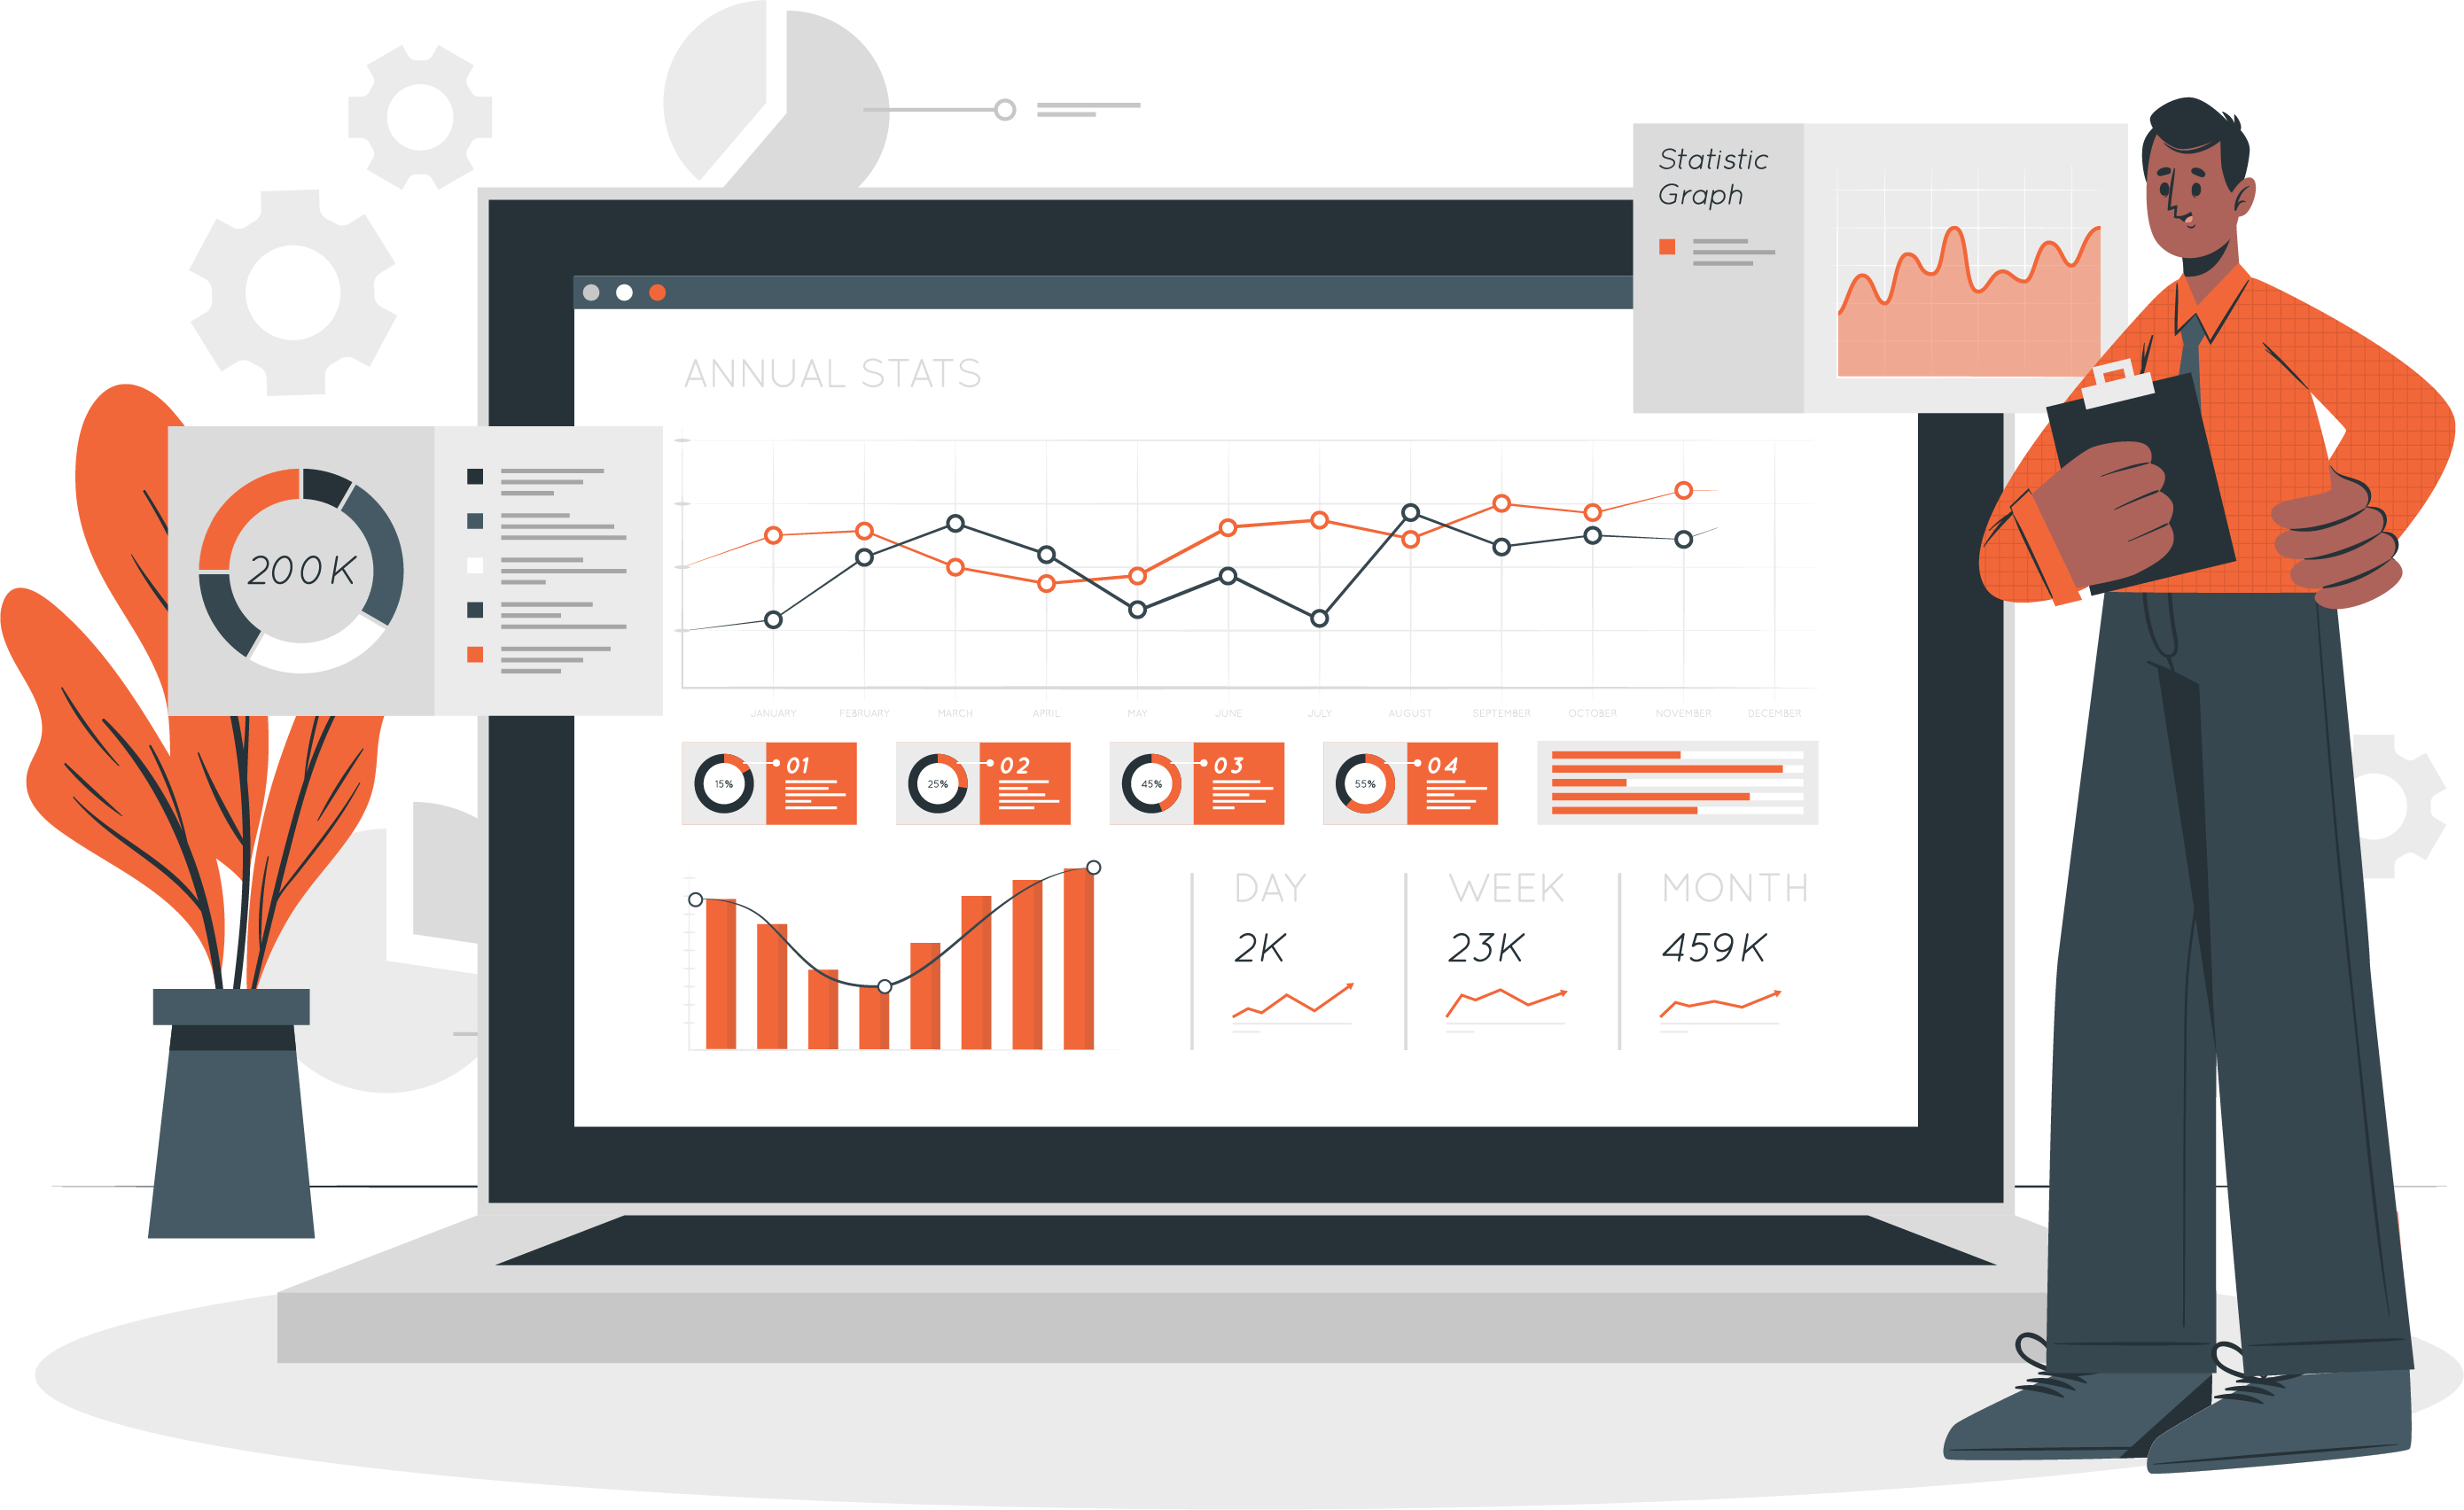 Statistic
Graph
ANNUAL STATS
200K
JANUARY FEBRUARY MARCH APRIL MAY JUNE JULY AUGUST SEPTEMBER OCTOBER NOVEMBER DECEMBER
15% 01 25% 02 45% 03 55% 04
DAY WEEK MONTH
2K 23K 459K